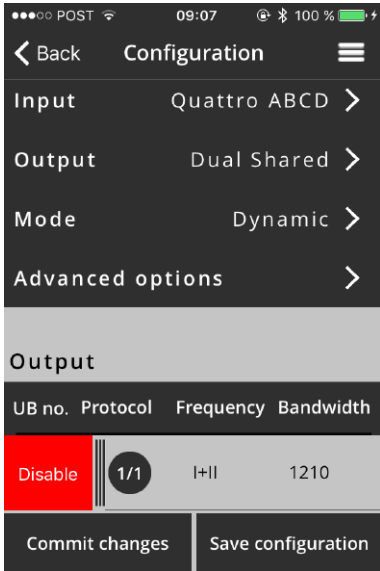 POST 09:07 100 %
Back Configuration
Input Quattro ABCD
Output Dual Shared
Mode Dynamic
Advanced options
Output
UB no. Protocol Frequency Bandwidth
Disable 1/1 I+II 1210
Commit changes Save configuration